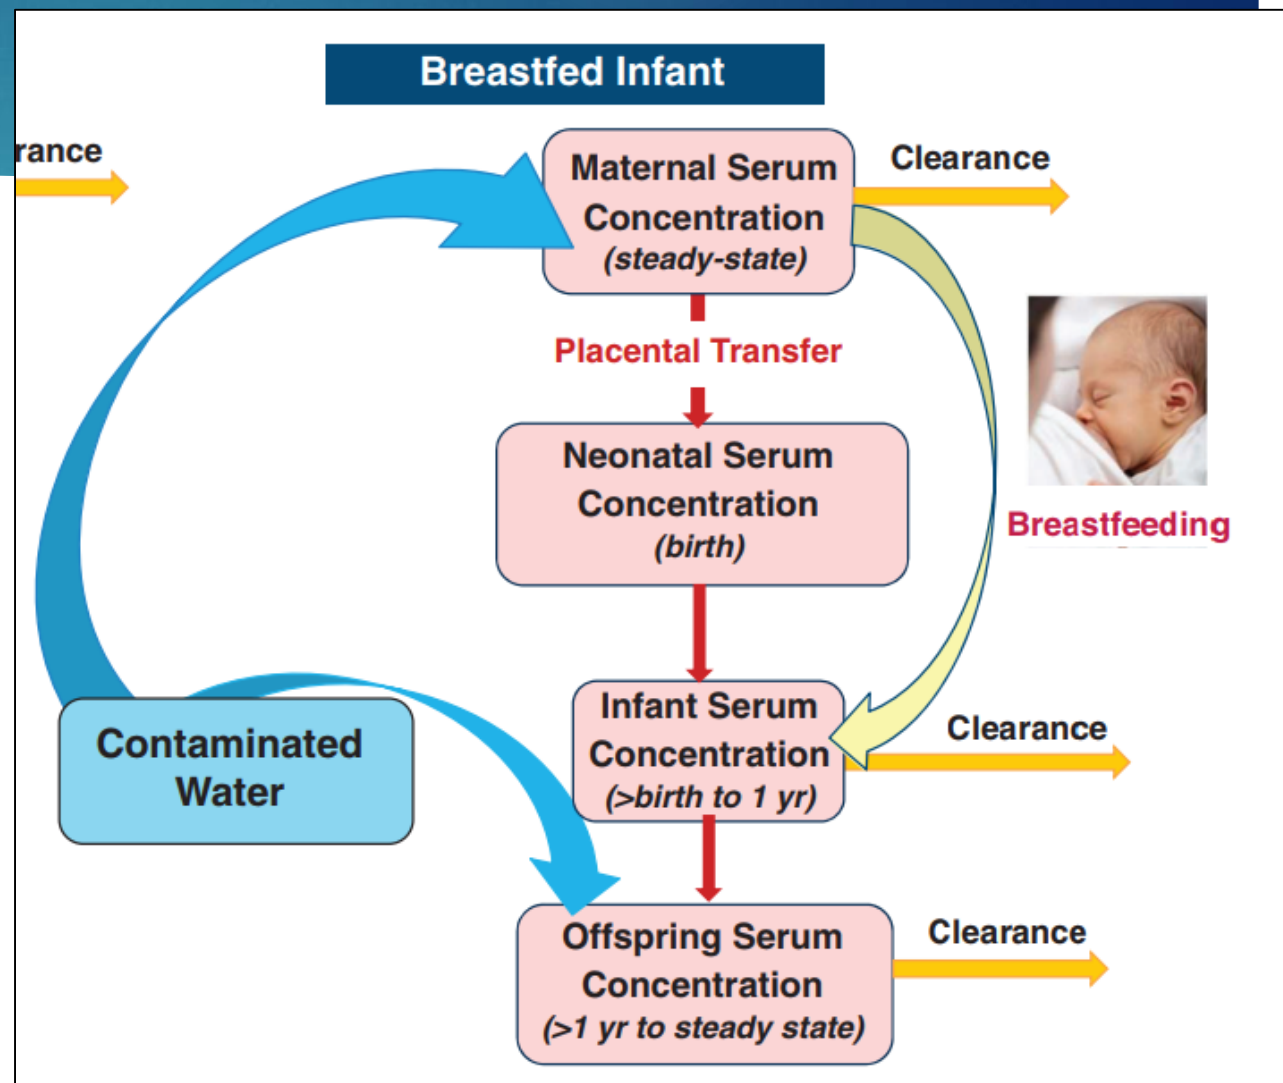 Breastfed Infant
rance
Maternal Serum
Concentration
(steady-state)
Clearance
Placental Transfer
Neonatal Serum
Concentration
(birth)
Breastfeeding
Infant Serum
Concentration
(>birth to 1 yr)
Clearance
Contaminated
Water
Offspring Serum
Concentration
(>1 yr to steady state)
Clearance